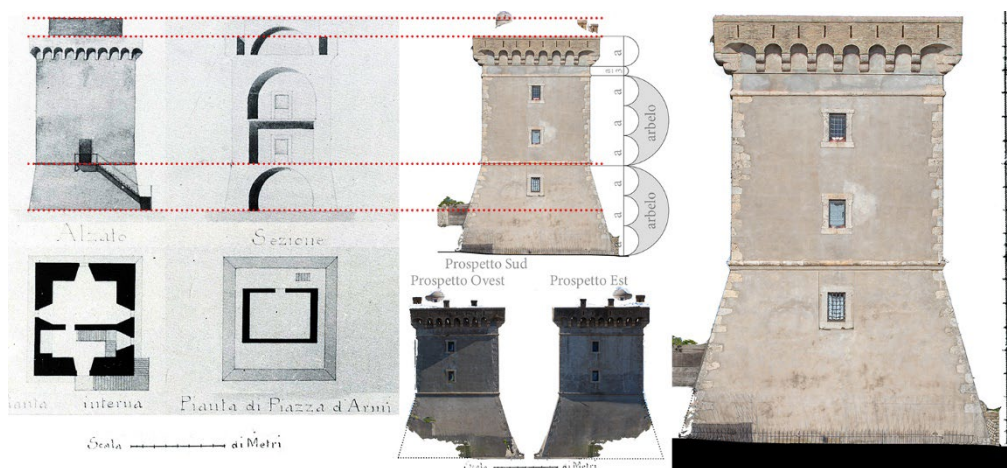 Alzato
Sezione
interna
Pianta di Piazza d'Armi
Scala di Metri
a
a
a
a
arbelo
a
a
arbelo
Prospetto Sud
Prospetto Ovest
Prospetto Est
Scala di Metri